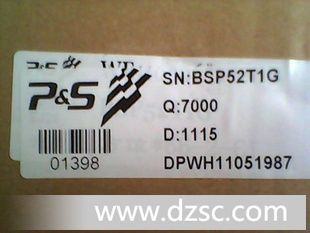 P&S
SN:BSP52T1G
Q:7000
D:1115
01398
DPWH11051987
www.dzsc.com